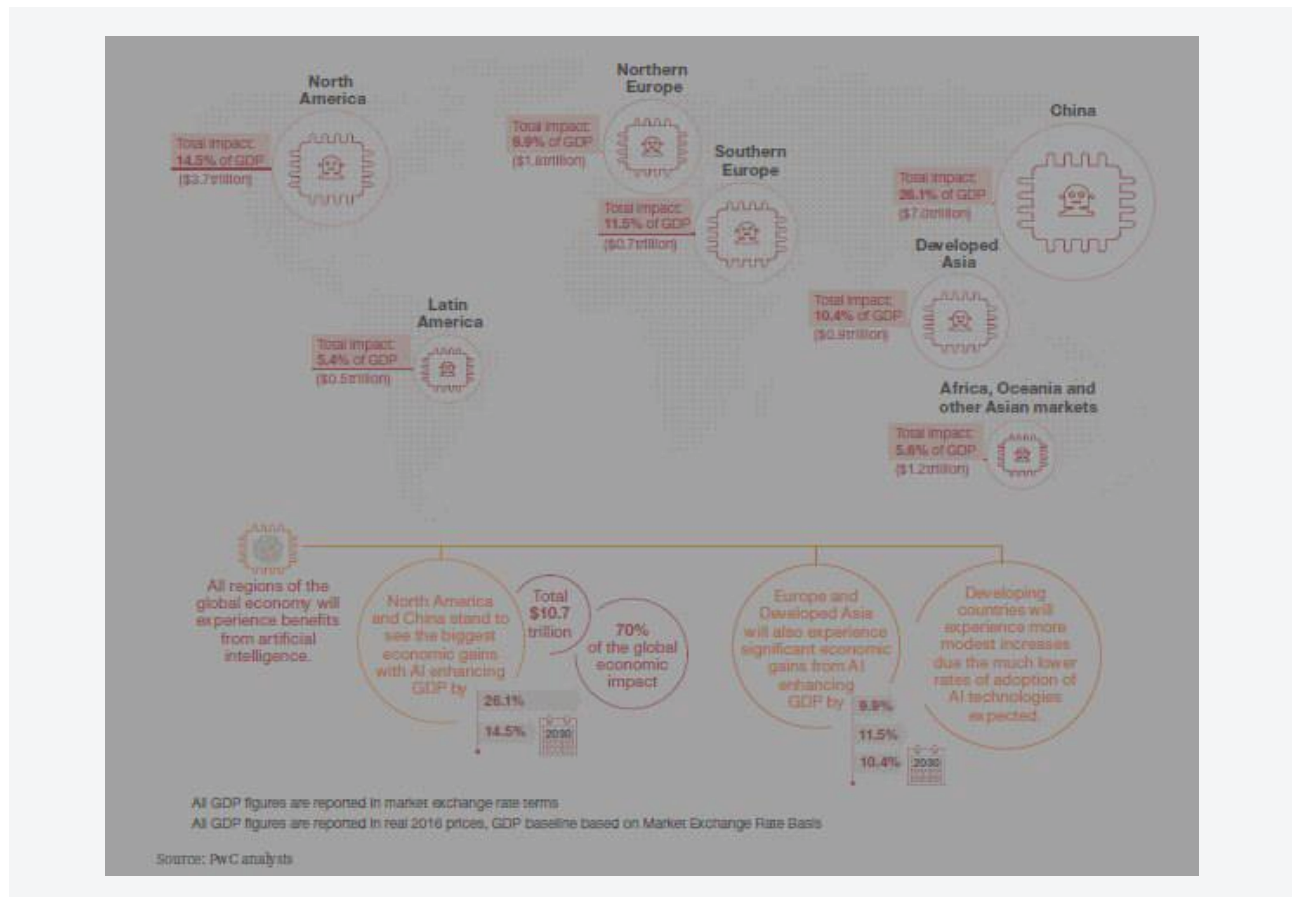 North
America
Total impact:
14.5% of GDP
($3.7trillion)
Northern
Europe
Total impact:
9.9% of GDP
($1.8trillion)
Southern
Europe
Total impact:
11.5% of GDP
($0.7trillion)
China
Total impact:
26.1% of GDP
($7.0trillion)
Developed
Asia
Total impact:
10.4% of GDP
($0.9trillion)
Latin
America
Total impact:
5.4% of GDP
($0.5trillion)
Africa, Oceania and
other Asian markets
Total impact:
5.6% of GDP
($1.2trillion)
All regions of the
global economy will
experience benefits
from artificial
intelligence.
North America
and China stand to
see the biggest
economic gains
with AI enhancing
GDP by
26.1%
14.5%
2030
Total
$10.7
trillion
70%
of the global
economic
impact
Europe and
Developed Asia
will also experience
significant economic
gains from AI
enhancing
GDP by
9.9%
11.5%
10.4%
2030
Developing
countries will
experience more
modest increases
due the much lower
rates of adoption of
AI technologies
expected.
All GDP figures are reported in market exchange rate terms
All GDP figures are reported in real 2016 prices, GDP baseline based on Market Exchange Rate Basis
Source: PwC analysis